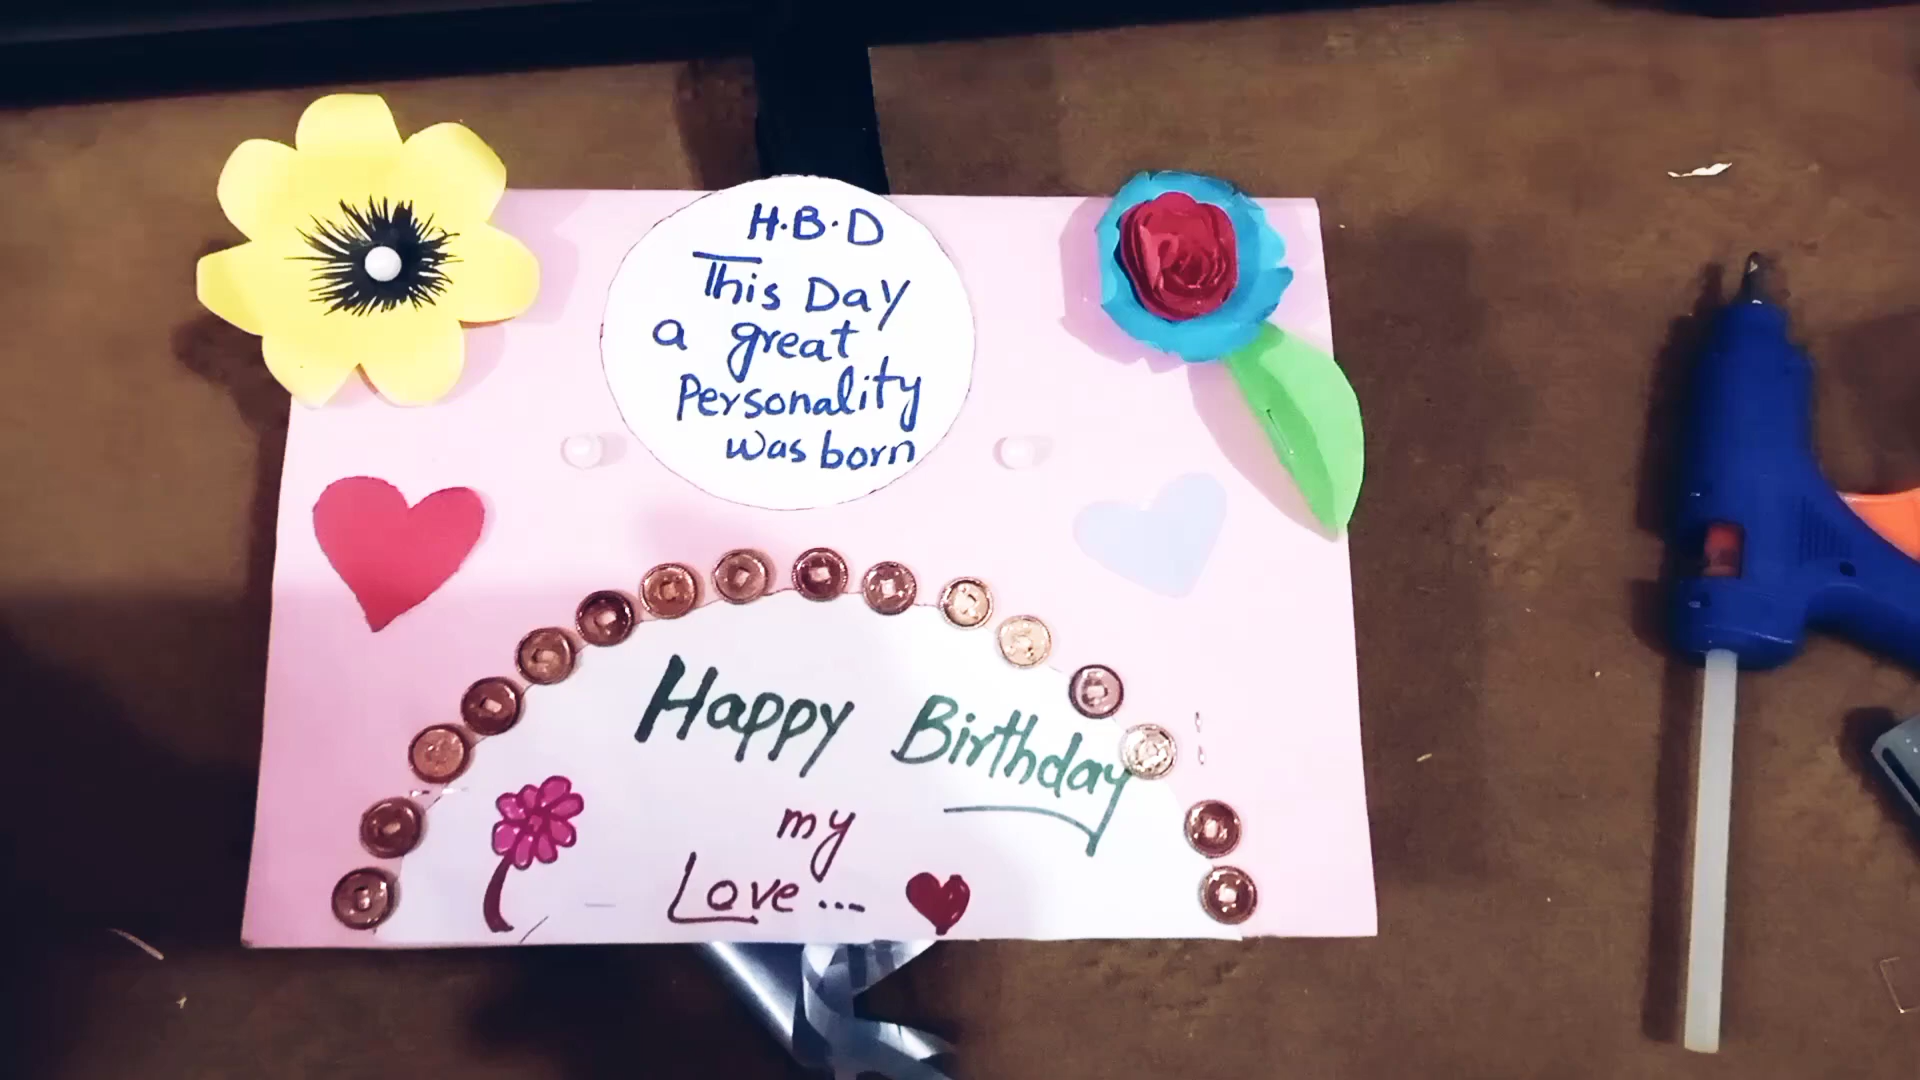 H.B.D
This Day
a great
Personality
was born
Happy Birthday
my
Love...